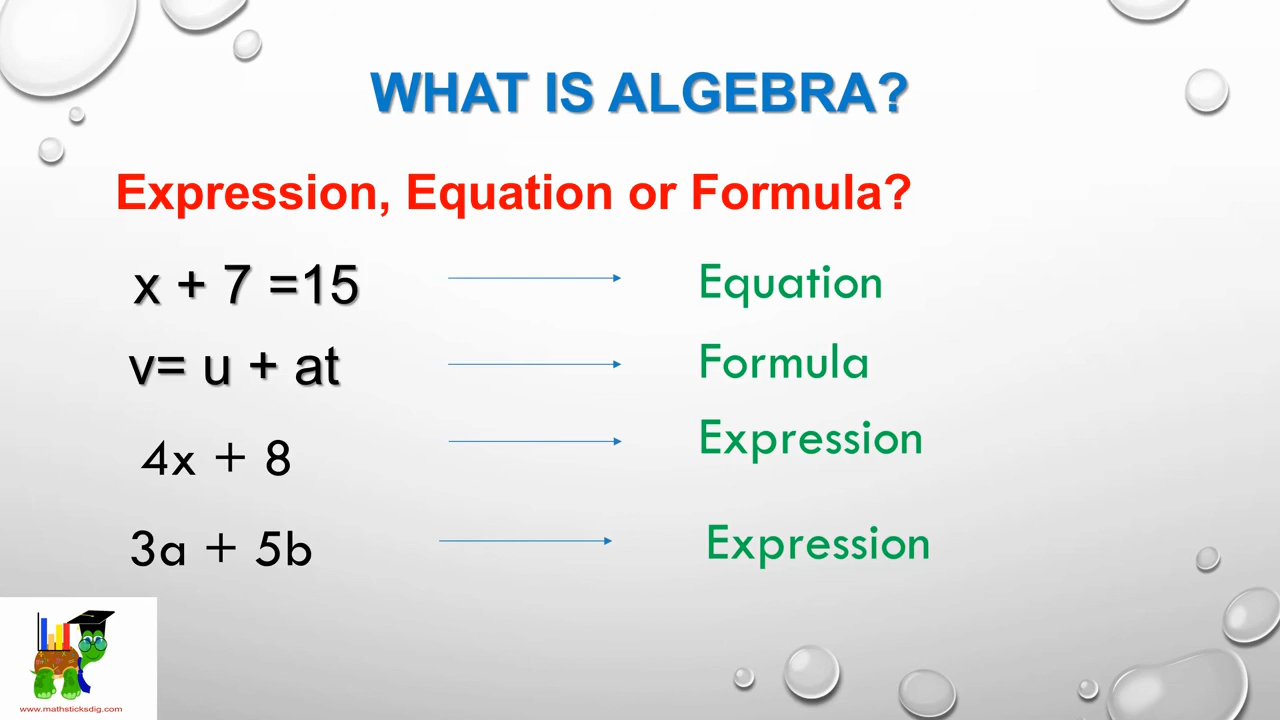 WHAT IS ALGEBRA?
Expression, Equation or Formula?
x + 7 =15 Equation
v= u + at Formula
4x + 8 Expression
3a + 5b Expression
www.mathsticksdig.com